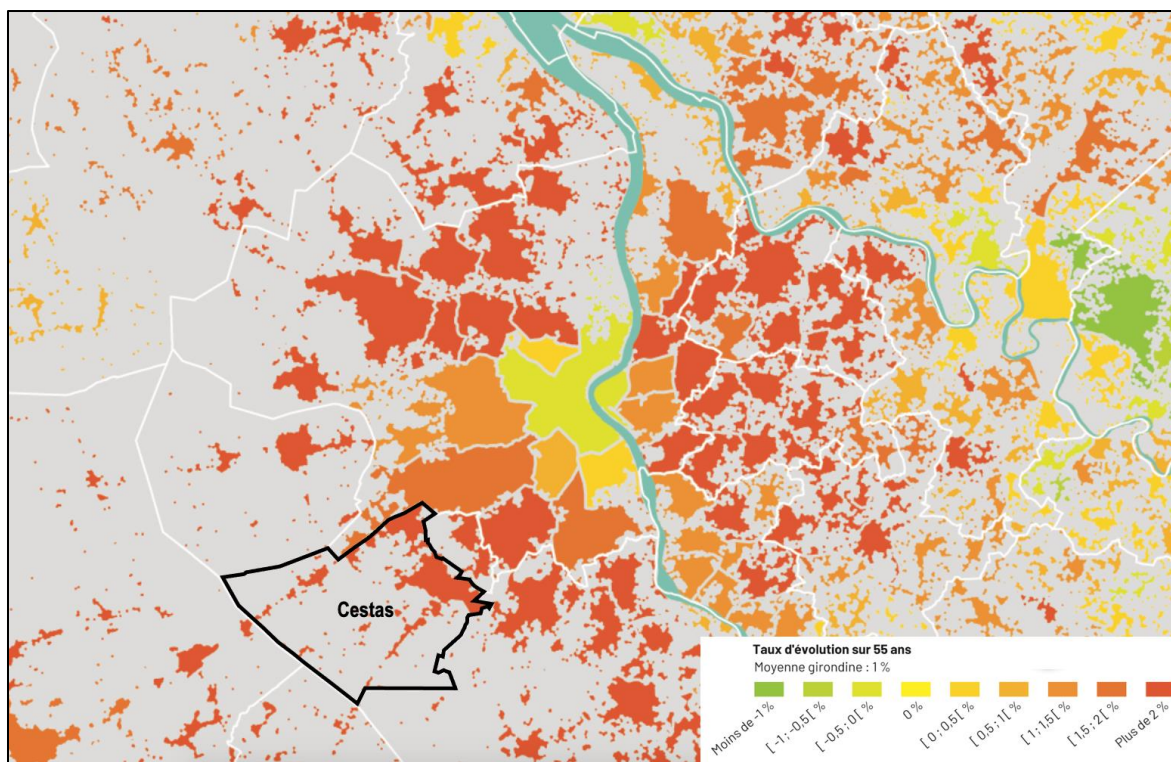 Cestas
Taux d'évolution sur 55 ans
Moyenne girondine : 1 %
Moins de -1 %
[ -1 ; -0.5 [ %
[ -0.5 ; 0 [ %
0 %
[ 0 ; 0.5 [ %
[ 0.5 ; 1 [ %
[ 1 ; 1.5 [ %
[ 1.5 ; 2 [ %
Plus de 2 %